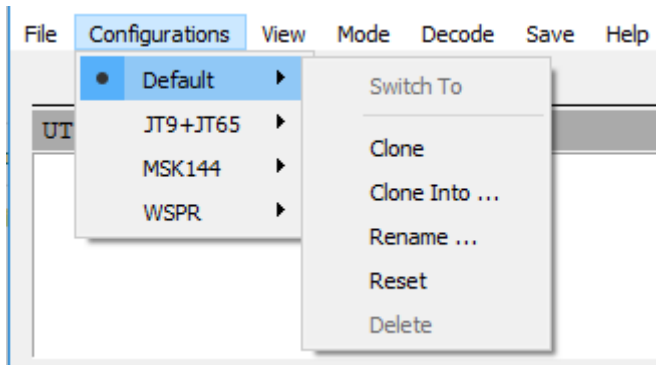 File Configurations View Mode Decode Save Help
Default
JT9+JT65
MSK144
WSPR
Switch To
Clone
Clone Into ...
Rename ...
Reset
Delete
UT